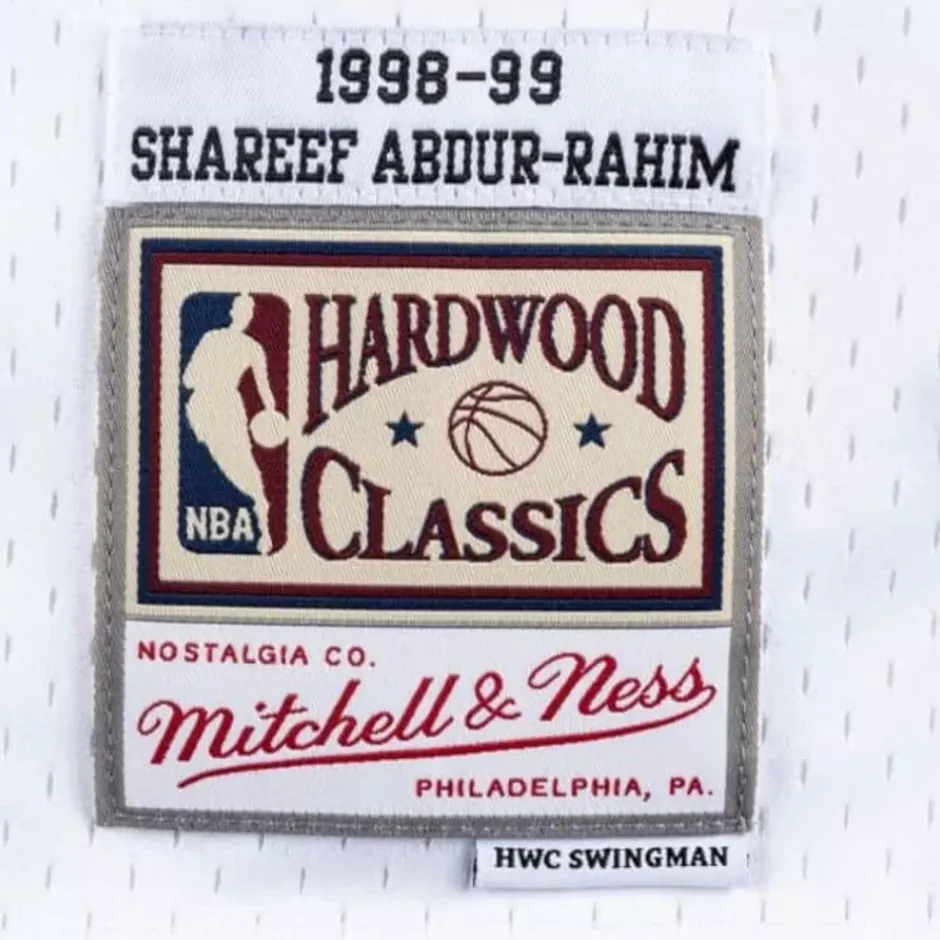 1998-99
SHAREEF ABDUR-RAHIM
HARDWOOD
CLASSICS
NBA
NOSTALGIA CO.
Mitchell & Ness
PHILADELPHIA, PA.
HWC SWINGMAN